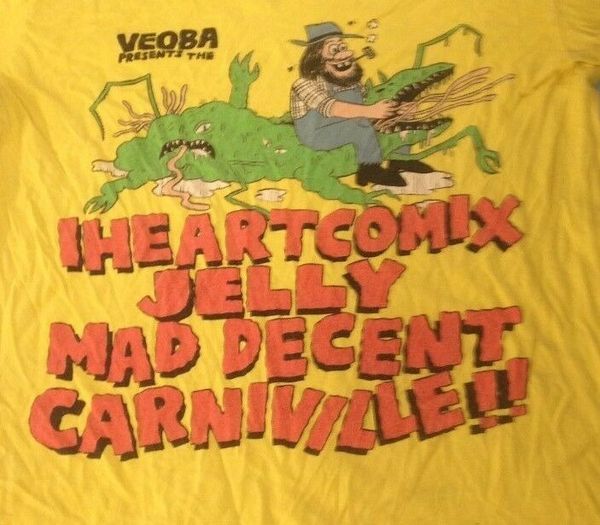 VEOBA
PRESENTS THE
IHEARTCOMIX
JELLY
MAD DECENT
CARNIVILLE!!